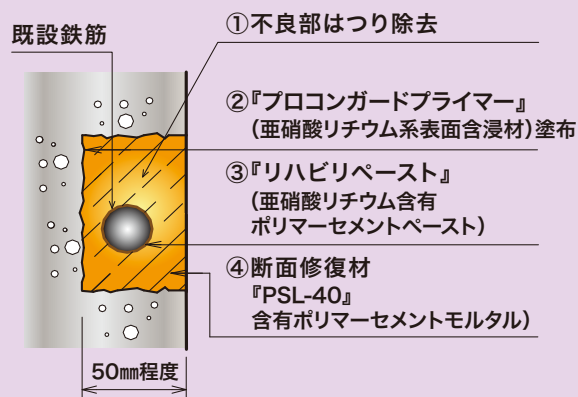 既設鉄筋
①不良部はつり除去
②『プロコンガードプライマー』
(亜硝酸リチウム系表面含浸材)塗布
③『リハビリペースト』
(亜硝酸リチウム含有
ポリマーセメントペースト)
④断面修復材
『PSL-40』
含有ポリマーセメントモルタル)
50㎜程度